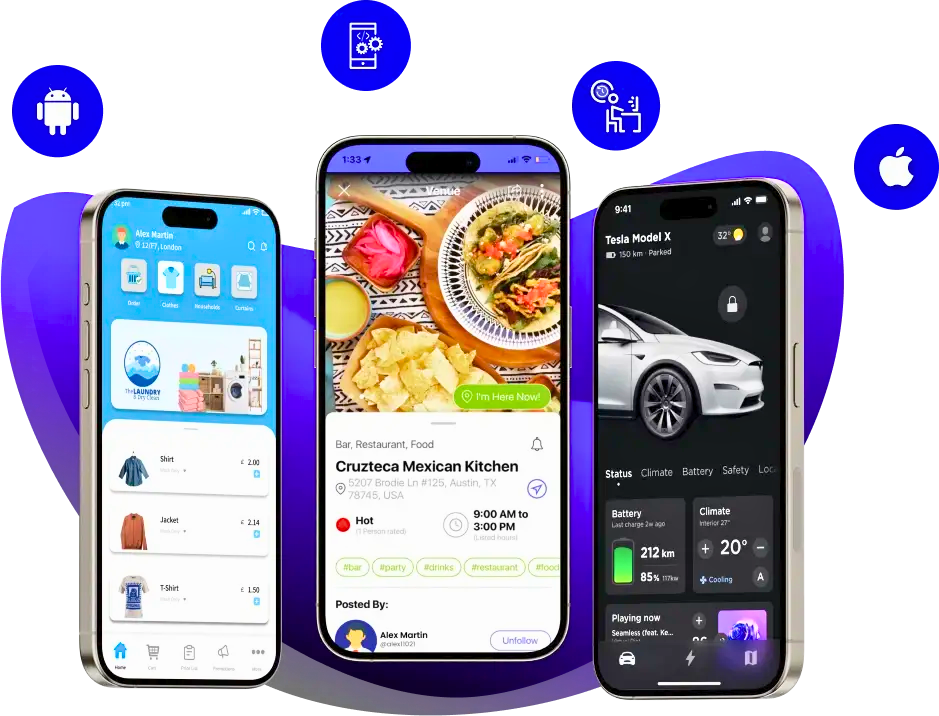 Alex Martin
12/F7, London
Order
Clothes
Households
Curtains
The LAUNDRY
& Dry Clean
Shirt
£ 2.00
Jacket
£ 2.14
T-Shirt
£ 1.50
Home
Cart
Price List
Promotions
More
1:33
Venue
I'm Here Now!
Bar, Restaurant, Food
Cruzteca Mexican Kitchen
5207 Brodie Ln #125, Austin, TX
78745, USA
Hot
(1 Person rated)
9:00 AM to
3:00 PM
(Listed hours)
#bar
#party
#drinks
#restaurant
#food
Posted By:
Alex Martin
@alex11021
Unfollow
9:41
Tesla Model X
150 km · Parked
32°
Status Climate Battery Safety Loc
Battery
Last charge 2w ago
212 km
85% 117kw
Climate
Interior 27°
+ 20° −
Cooling
A
Playing now
Seamless (feat. Ke...